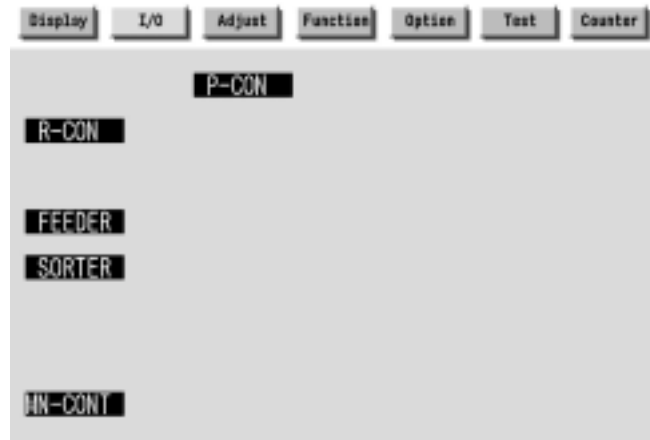 Display I/O Adjust Function Option Test Counter
P-CON
R-CON
FEEDER
SORTER
MN-CONT